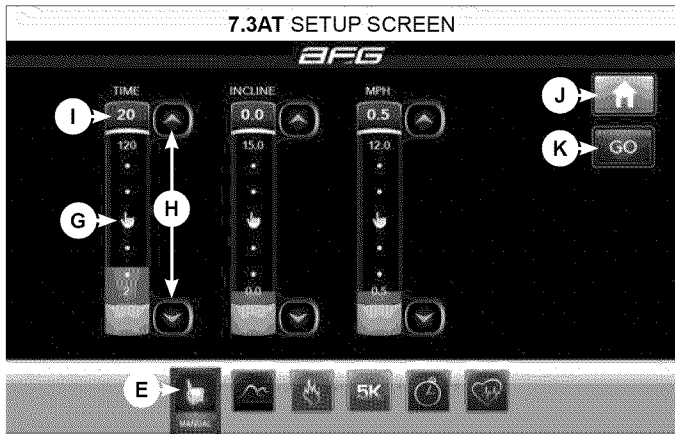 7.3AT SETUP SCREEN
AFG
TIME INCLINE MPH
I 20 0.0 0.5 J
120 15.0 12.0 K GO
G H
0.0 0.5
E 5K
MANUAL